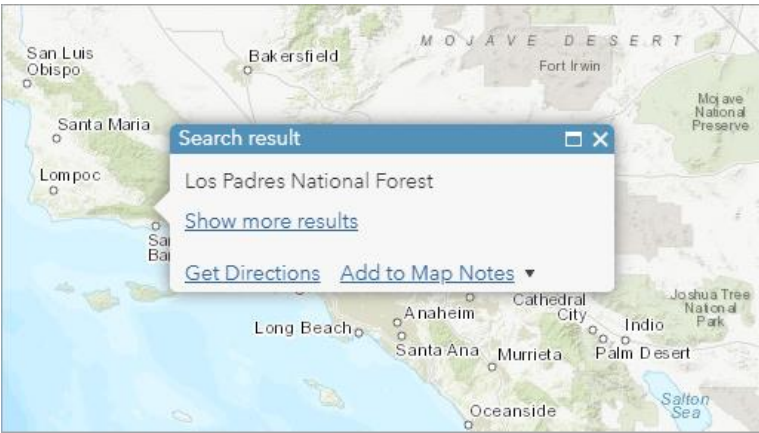 MOJAVE DESERT
San Luis
Obispo
Bakersfield
Fort Irwin
Mojave
National
Preserve
Santa Maria
Search result
Lompoc
Los Padres National Forest
Show more results
Get Directions Add to Map Notes
Anaheim
Cathedral
City
Joshua Tree
National
Park
Long Beach
Indio
Santa Ana
Murrieta
Palm Desert
Salton
Sea
Oceanside